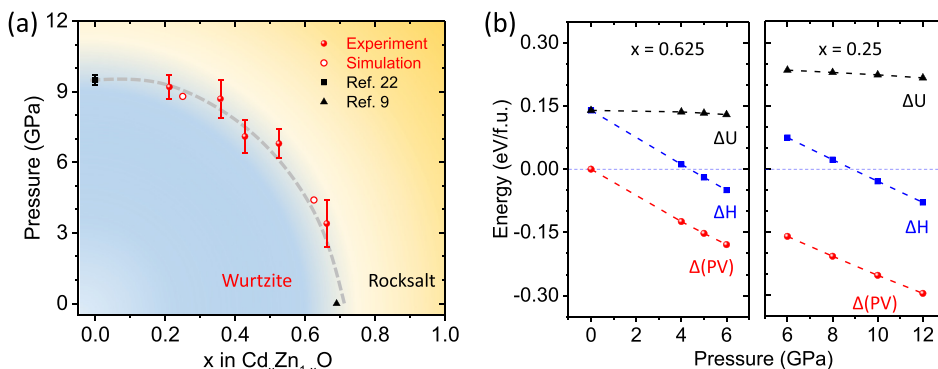 (a)
12
9
6
3
0
Pressure (GPa)
Experiment
Simulation
Ref. 22
Ref. 9
Wurtzite
Rocksalt
0.0 0.2 0.4 0.6 0.8 1.0
x in Cd Zn O
(b)
0.30
0.15
0.00
-0.15
-0.30
Energy (eV/f.u.)
x = 0.625
ΔU
ΔH
Δ(PV)
0 2 4 6
x = 0.25
ΔU
ΔH
Δ(PV)
6 8 10 12
Pressure (GPa)